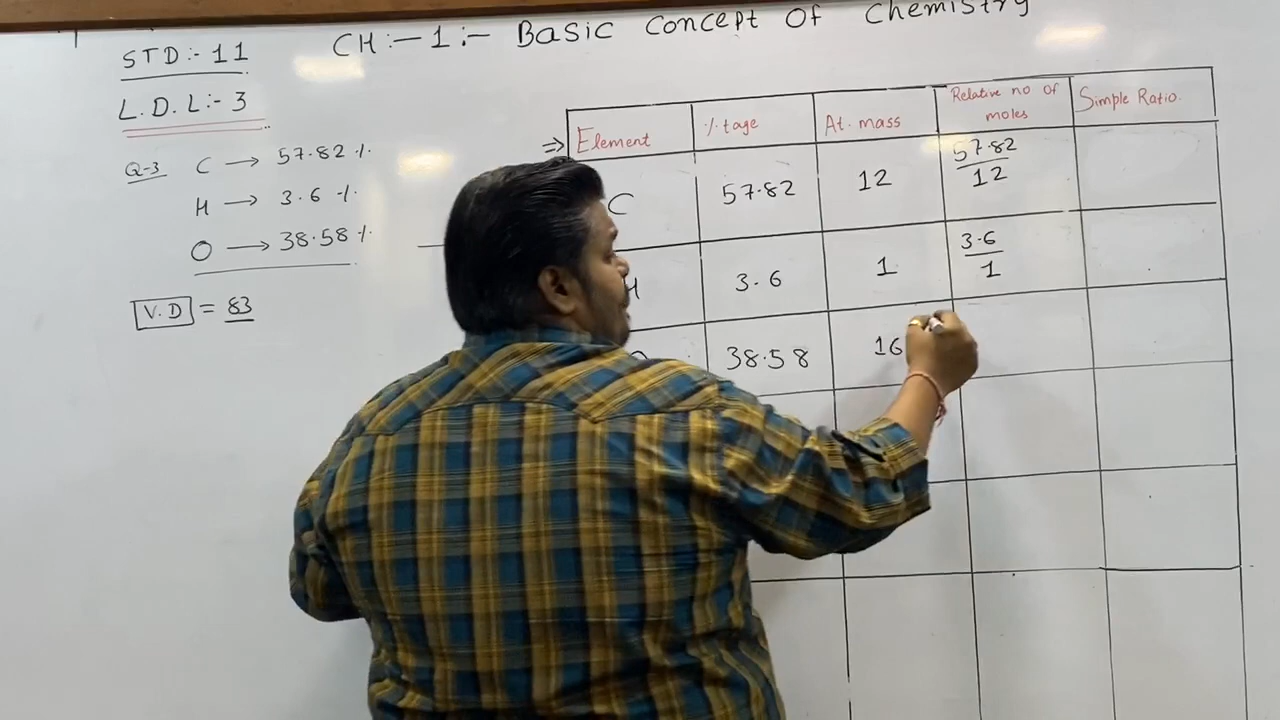 STD:- 11
CH:- 1 :- Basic Concept Of Chemistry
L.D.L:- 3
Q-3 C → 57.82 %.
H → 3.6 %.
O → 38.58 %
V.D = 83
⇒ Element %tage At. mass Relative no of moles Simple Ratio.
C 57.82 12 57.82/12
H 3.6 1 3.6/1
38.58 16